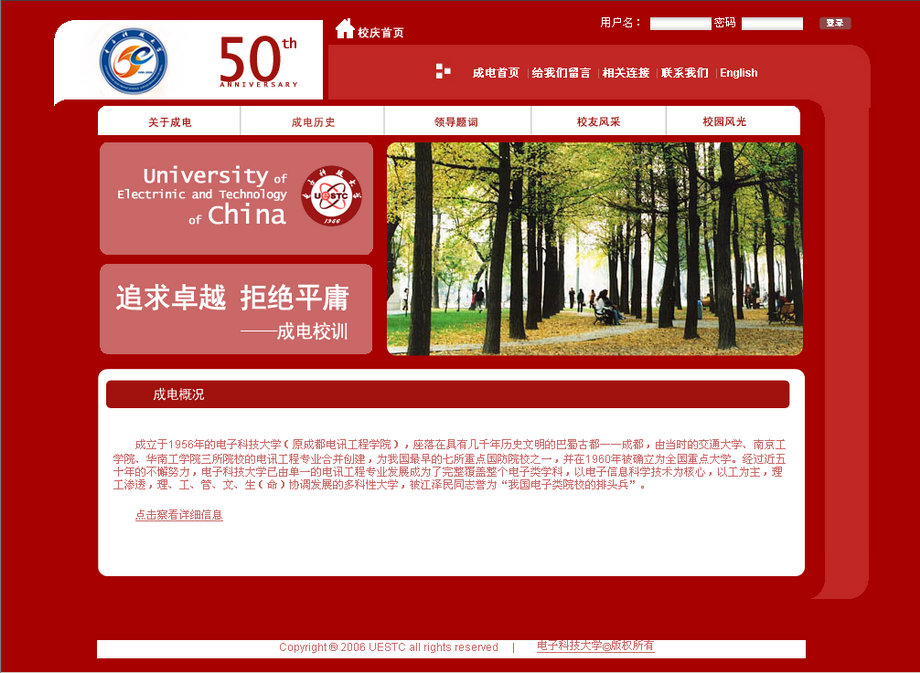 校庆首页
用户名：
密码
登录
50th
ANNIVERSARY
成电首页 | 给我们留言 | 相关连接 | 联系我们 | English
关于成电
成电历史
领导题词
校友风采
校园风光
University of
Electrinic and Technology
of China
UESTC
1956
追求卓越 拒绝平庸
——成电校训
成电概况
成立于1956年的电子科技大学（原成都电讯工程学院），座落在具有几千年历史文明的巴蜀古都——成都，由当时的交通大学、南京工
学院、华南工学院三所院校的电讯工程专业合并创建，为我国最早的七所重点国防院校之一，并在1960年被确立为全国重点大学。经过近五
十年的不懈努力，电子科技大学已由单一的电讯工程专业发展成为了完整覆盖整个电子类学科，以电子信息科学技术为核心，以工为主，理
工渗透，理、工、管、文、生（命）协调发展的多科性大学，被江泽民同志誉为“我国电子类院校的排头兵”。
点击察看详细信息
Copyright®2006 UESTC all rights reserved | 电子科技大学@版权所有